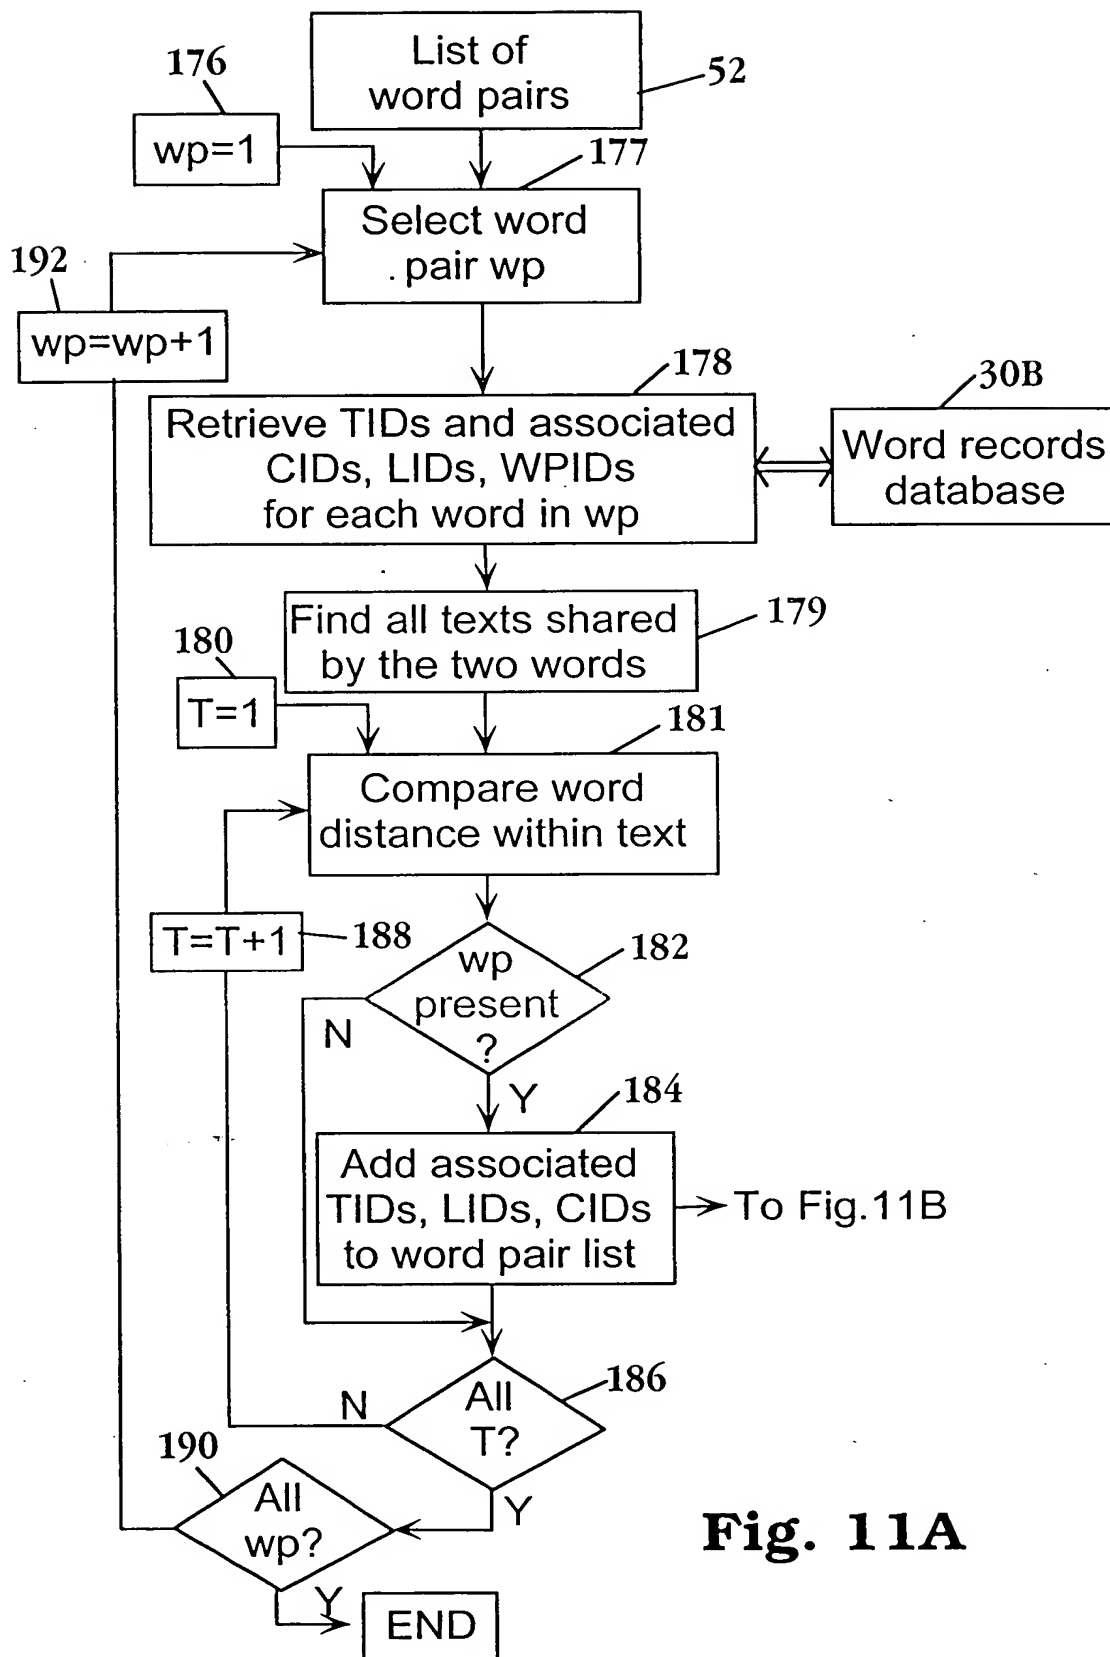 List of
word pairs
52
176
wp=1
177
Select word
pair wp
192
wp=wp+1
178
Retrieve TIDs and associated
CIDs, LIDs, WPIDs
for each word in wp
30B
Word records
database
Find all texts shared
by the two words
179
180
T=1
181
Compare word
distance within text
T=T+1
188
wp
present
?
182
N
Y
184
Add associated
TIDs, LIDs, CIDs
to word pair list
To Fig.11B
All
T?
186
N
Y
190
All
wp?
Y
END
Fig. 11A